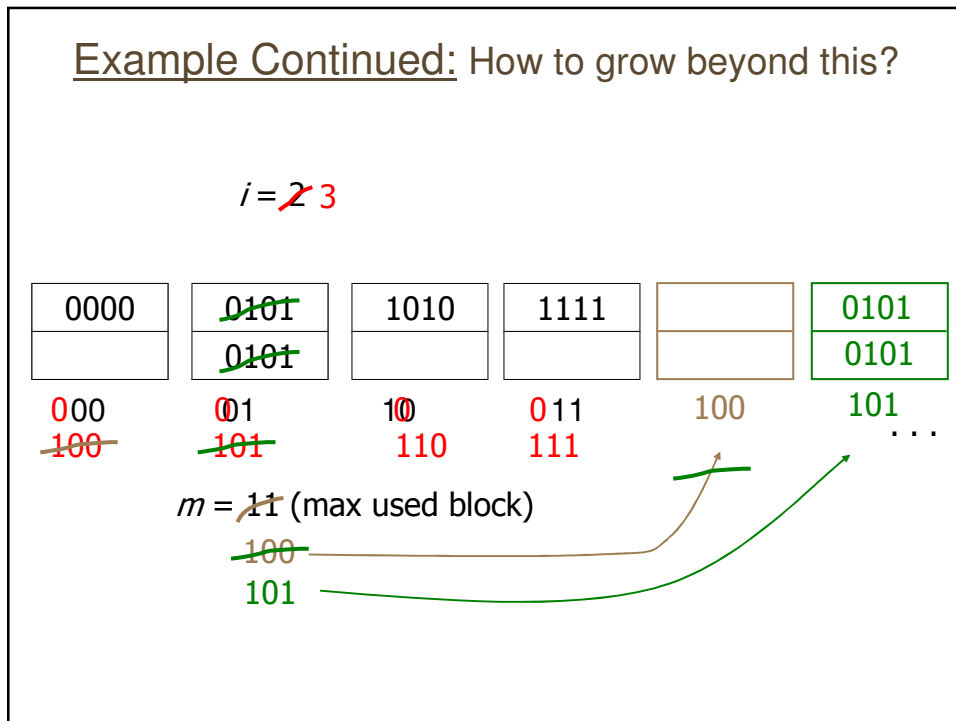 Example Continued: How to grow beyond this?
i = 2 3
0000 0101 1010 1111 0101
0101 0101
000 001 100 011 100 101
100 101 110 111 . . .
m = 11 (max used block)
100
101